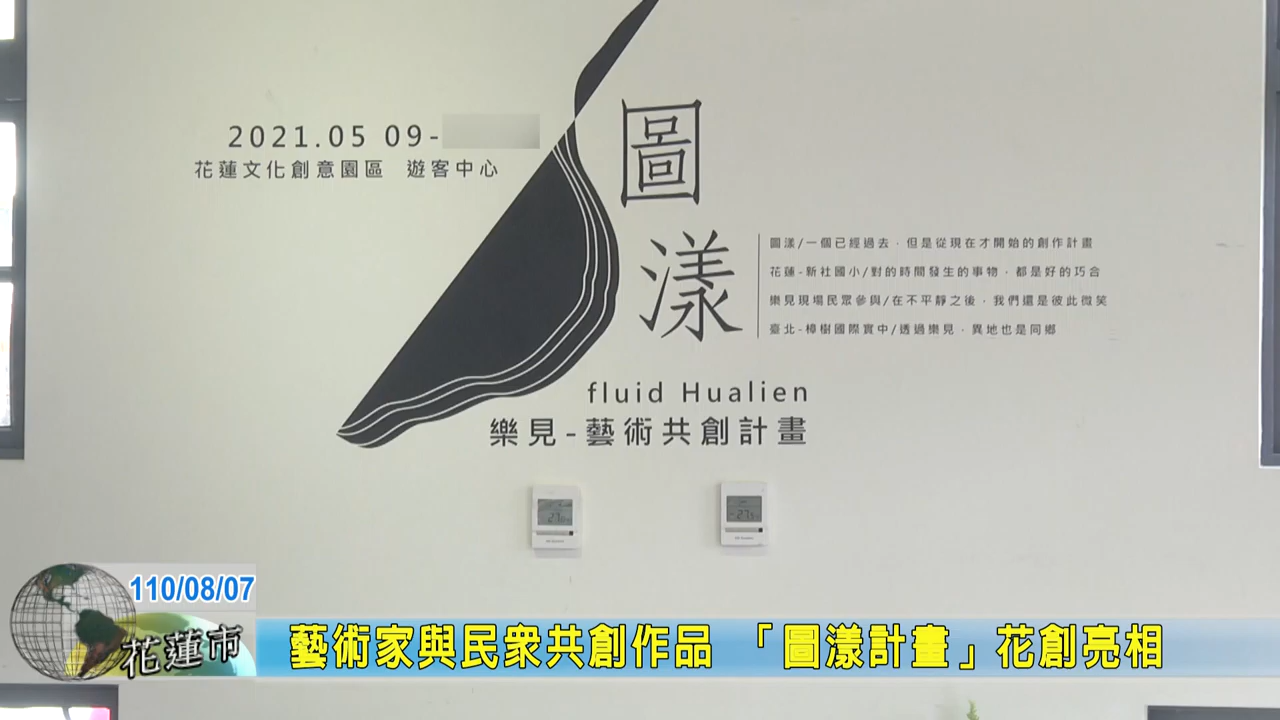 2021.05 09-
花蓮文化創意園區 遊客中心
圖
漾
圖漾/一個已經過去，但是從現在才開始的創作計畫
花蓮-新社國小/對的時間發生的事物，都是好的巧合
樂見現場民眾參與/在不平靜之後，我們還是彼此微笑
臺北-樟樹國際實中/透過樂見，異地也是同鄉
fluid Hualien
樂見-藝術共創計畫
110/08/07
花蓮市
藝術家與民衆共創作品 「圖漾計畫」花創亮相